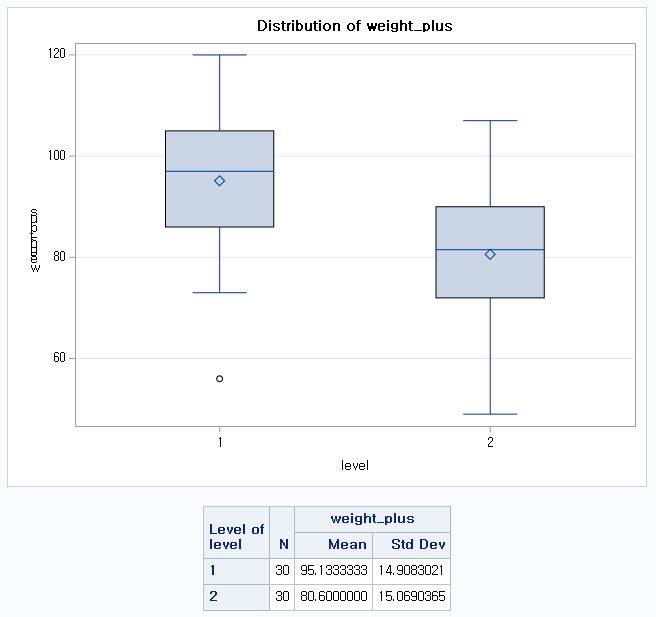 Distribution of weight_plus
120
100
80
60
1
2
level
weight_plus
Level of
level
N
Mean
Std Dev
1
30
95.1333333
14.9083021
2
30
80.6000000
15.0690365